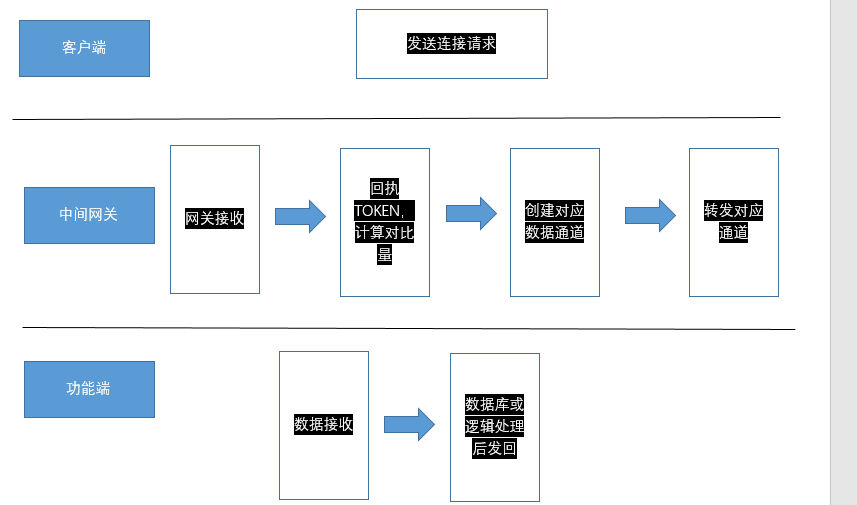 客户端
发送连接请求
中间网关
网关接收
回执
TOKEN，
计算对比
量
创建对应
数据通道
转发对应
通道
功能端
数据接收
数据库或
逻辑处理
后发回